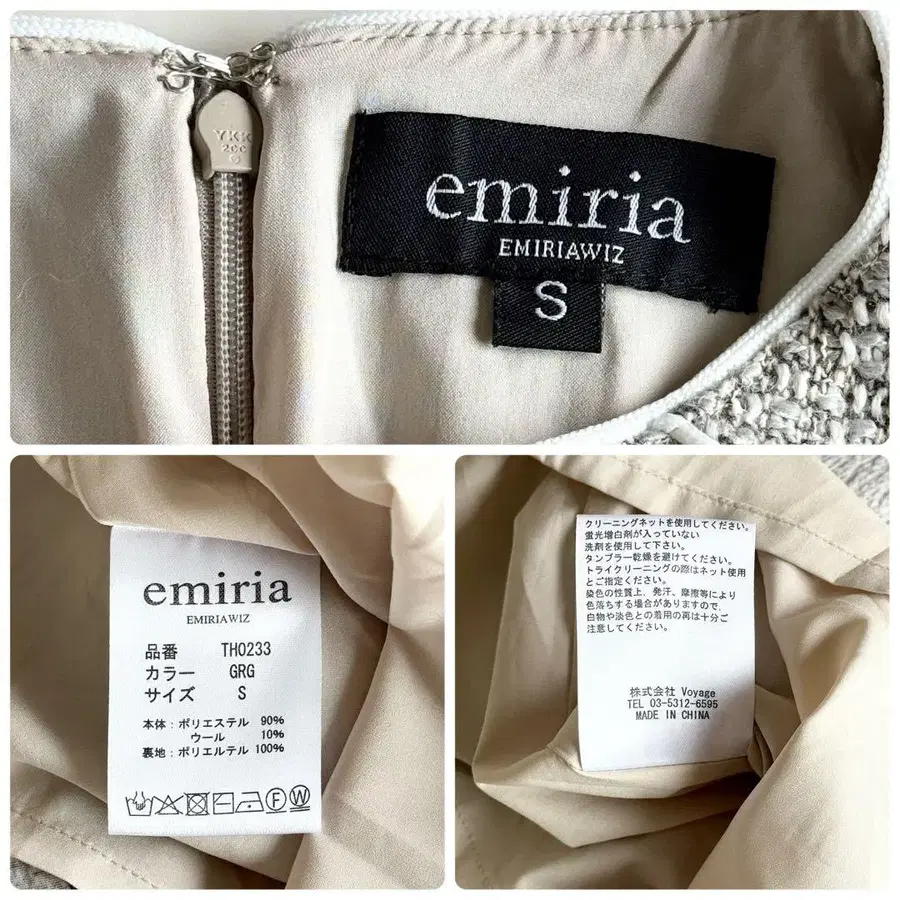 YKK
2CC
emiria
EMIRIAWIZ
S
emiria
EMIRIAWIZ
品番 TH0233
カラー GRG
サイズ S
本体：ポリエステル 90%
ウール 10%
裏地：ポリエルテル 100%
F W
クリーニングネットを使用してください。
蛍光増白剤が入っていない
洗剤を使用して下さい。
タンブラー乾燥を避けてください。
トライクリーニングの際はネット使用
とご指定ください。
染色の性質上、発汗、摩擦等により
色落ちする場合がありますので、
白物や淡色との着用の再は十分ご
注意してください。
株式会社 Voyage
TEL 03-5312-6595
MADE IN CHINA